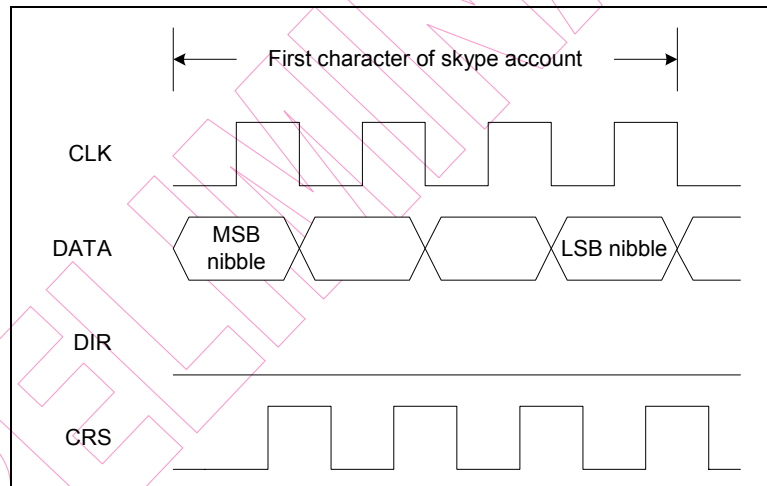 First character of skype account
CLK
DATA
MSB
nibble
LSB nibble
DIR
CRS